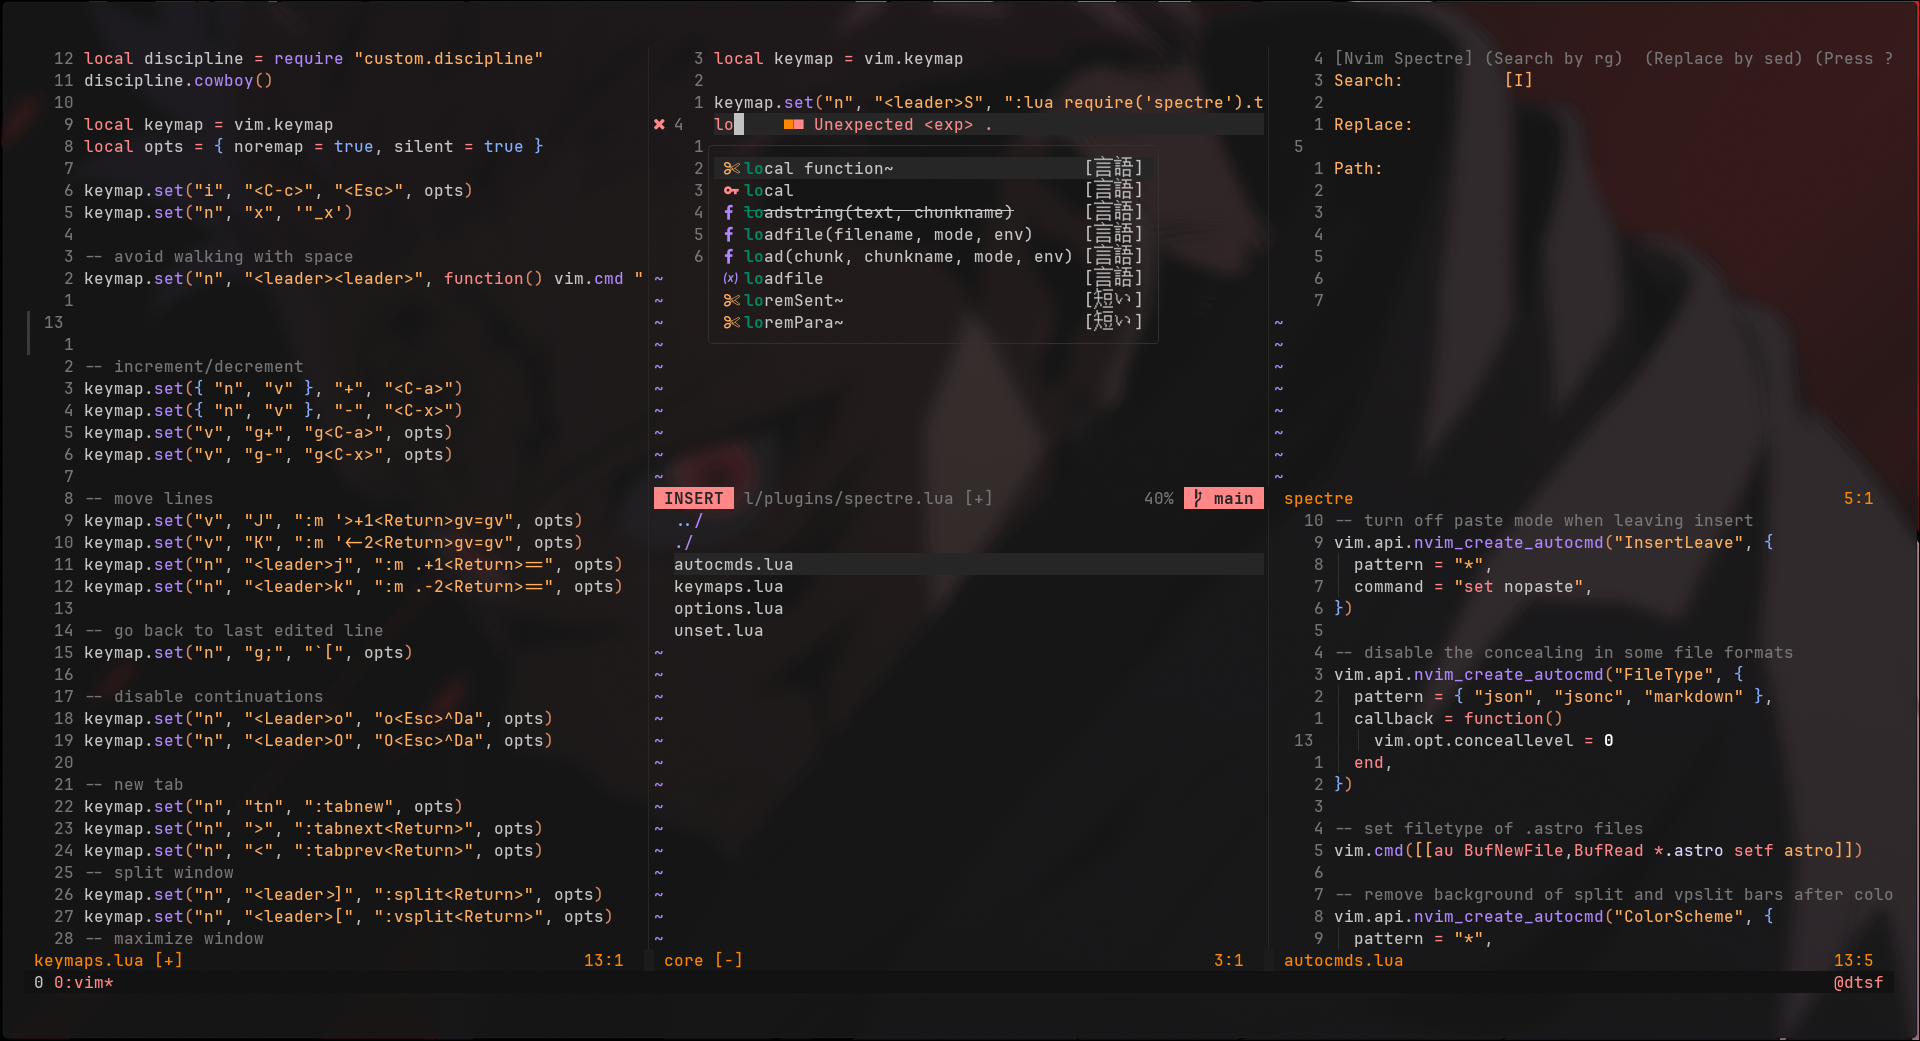 12 local discipline = require "custom.discipline"
11 discipline.cowboy()
10
9 local keymap = vim.keymap
8 local opts = { noremap = true, silent = true }
7
6 keymap.set("i", "<C-c>", "<Esc>", opts)
5 keymap.set("n", "x", '"_x')
4
3 -- avoid walking with space
2 keymap.set("n", "<leader><leader>", function() vim.cmd "
1
13
1
2 -- increment/decrement
3 keymap.set({ "n", "v" }, "+", "<C-a>")
4 keymap.set({ "n", "v" }, "-", "<C-x>")
5 keymap.set("v", "g+", "g<C-a>", opts)
6 keymap.set("v", "g-", "g<C-x>", opts)
7
8 -- move lines
9 keymap.set("v", "J", ":m '>+1<Return>gv=gv", opts)
10 keymap.set("v", "K", ":m '<-2<Return>gv=gv", opts)
11 keymap.set("n", "<leader>j", ":m .+1<Return>==", opts)
12 keymap.set("n", "<leader>k", ":m .-2<Return>==", opts)
13
14 -- go back to last edited line
15 keymap.set("n", "g;", "`[", opts)
16
17 -- disable continuations
18 keymap.set("n", "<Leader>o", "o<Esc>^Da", opts)
19 keymap.set("n", "<Leader>O", "O<Esc>^Da", opts)
20
21 -- new tab
22 keymap.set("n", "tn", ":tabnew", opts)
23 keymap.set("n", ">", ":tabnext<Return>", opts)
24 keymap.set("n", "<", ":tabprev<Return>", opts)
25 -- split window
26 keymap.set("n", "<leader>]", ":split<Return>", opts)
27 keymap.set("n", "<leader>[", ":vsplit<Return>", opts)
28 -- maximize window
keymaps.lua [+] 13:1
3 local keymap = vim.keymap
2
1 keymap.set("n", "<leader>S", ":lua require('spectre').t
4 lo Unexpected <exp> .
1
2 local function~ [言語]
3 local [言語]
4 loadstring(text, chunkname) [言語]
5 loadfile(filename, mode, env) [言語]
6 load(chunk, chunkname, mode, env) [言語]
~ (x) loadfile [言語]
~ loremSent~ [短い]
~ loremPara~ [短い]
~
~
~
~
~
~
~
INSERT l/plugins/spectre.lua [+] 40% main
../
./
autocmds.lua
keymaps.lua
options.lua
unset.lua
~
~
~
~
~
~
~
~
~
~
~
~
~
~
core [-] 3:1
4 [Nvim Spectre] (Search by rg) (Replace by sed) (Press ?
3 Search: [I]
2
1 Replace:
5
1 Path:
2
3
4
5
6
7
~
~
~
~
~
~
~
~
spectre 5:1
10 -- turn off paste mode when leaving insert
9 vim.api.nvim_create_autocmd("InsertLeave", {
8 pattern = "*",
7 command = "set nopaste",
6 })
5
4 -- disable the concealing in some file formats
3 vim.api.nvim_create_autocmd("FileType", {
2 pattern = { "json", "jsonc", "markdown" },
1 callback = function()
13 vim.opt.conceallevel = 0
1 end,
2 })
3
4 -- set filetype of .astro files
5 vim.cmd([[au BufNewFile,BufRead *.astro setf astro]])
6
7 -- remove background of split and vpslit bars after colo
8 vim.api.nvim_create_autocmd("ColorScheme", {
9 pattern = "*",
autocmds.lua 13:5
0 0:vim* @dtsf